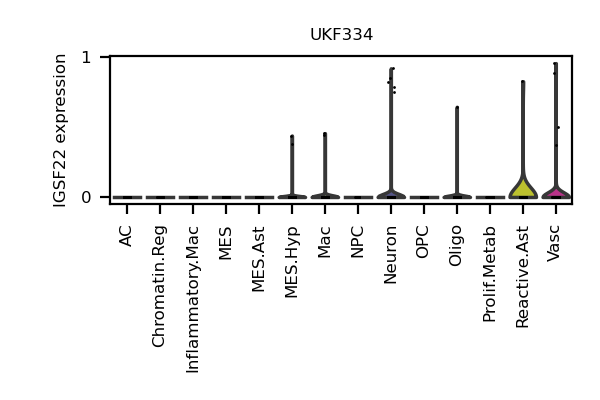 UKF334
IGSF22 expression
1
0
AC
Chromatin.Reg
Inflammatory.Mac
MES
MES.Ast
MES.Hyp
Mac
NPC
Neuron
OPC
Oligo
Prolif.Metab
Reactive.Ast
Vasc